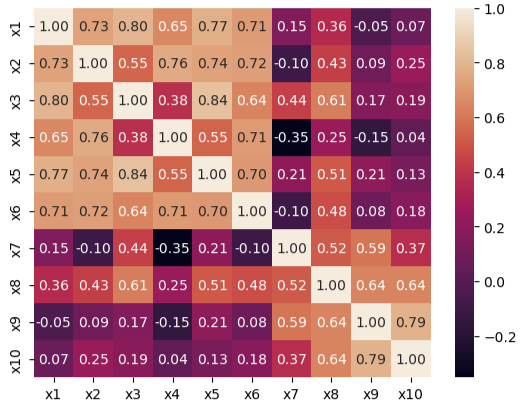 x1 1.00 0.73 0.80 0.65 0.77 0.71 0.15 0.36 -0.05 0.07
x2 0.73 1.00 0.55 0.76 0.74 0.72 -0.10 0.43 0.09 0.25
x3 0.80 0.55 1.00 0.38 0.84 0.64 0.44 0.61 0.17 0.19
x4 0.65 0.76 0.38 1.00 0.55 0.71 -0.35 0.25 -0.15 0.04
x5 0.77 0.74 0.84 0.55 1.00 0.70 0.21 0.51 0.21 0.13
x6 0.71 0.72 0.64 0.71 0.70 1.00 -0.10 0.48 0.08 0.18
x7 0.15 -0.10 0.44 -0.35 0.21 -0.10 1.00 0.52 0.59 0.37
x8 0.36 0.43 0.61 0.25 0.51 0.48 0.52 1.00 0.64 0.64
x9 -0.05 0.09 0.17 -0.15 0.21 0.08 0.59 0.64 1.00 0.79
x10 0.07 0.25 0.19 0.04 0.13 0.18 0.37 0.64 0.79 1.00
x1 x2 x3 x4 x5 x6 x7 x8 x9 x10
1.0
0.8
0.6
0.4
0.2
0.0
−0.2